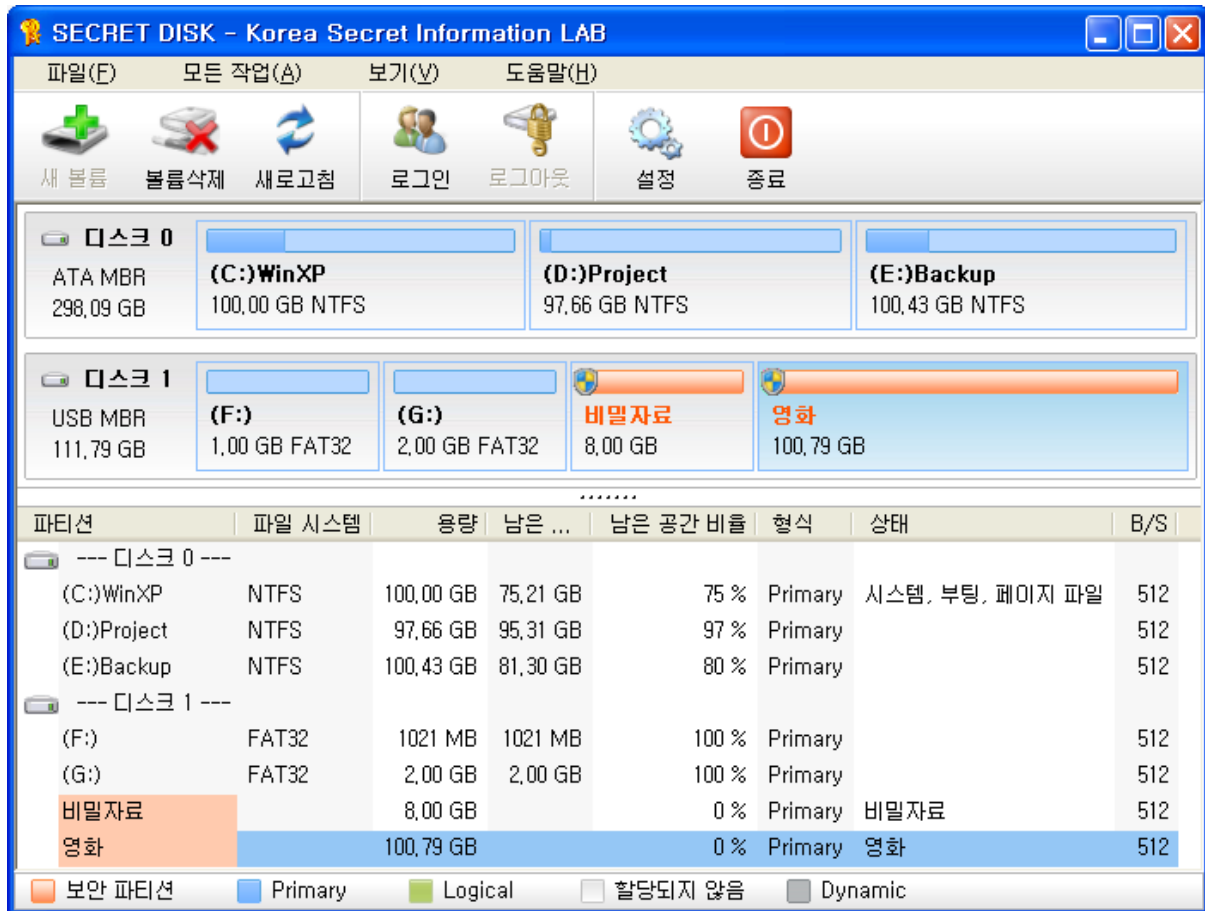 SECRET DISK - Korea Secret Information LAB
파일(F) 모든 작업(A) 보기(V) 도움말(H)
새 볼륨 볼륨삭제 새로고침 로그인 로그아웃 설정 종료
디스크 0
ATA MBR
298,09 GB
(C:)WinXP
100,00 GB NTFS
(D:)Project
97,66 GB NTFS
(E:)Backup
100,43 GB NTFS
디스크 1
USB MBR
111,79 GB
(F:)
1,00 GB FAT32
(G:)
2,00 GB FAT32
비밀자료
8,00 GB
영화
100,79 GB
파티션 파일 시스템 용량 남은 ... 남은 공간 비율 형식 상태 B/S
--- 디스크 0 ---
(C:)WinXP NTFS 100,00 GB 75,21 GB 75 % Primary 시스템, 부팅, 페이지 파일 512
(D:)Project NTFS 97,66 GB 95,31 GB 97 % Primary 512
(E:)Backup NTFS 100,43 GB 81,30 GB 80 % Primary 512
--- 디스크 1 ---
(F:) FAT32 1021 MB 1021 MB 100 % Primary 512
(G:) FAT32 2,00 GB 2,00 GB 100 % Primary 512
비밀자료 8,00 GB 0 % Primary 비밀자료 512
영화 100,79 GB 0 % Primary 영화 512
보안 파티션 Primary Logical 할당되지 않음 Dynamic